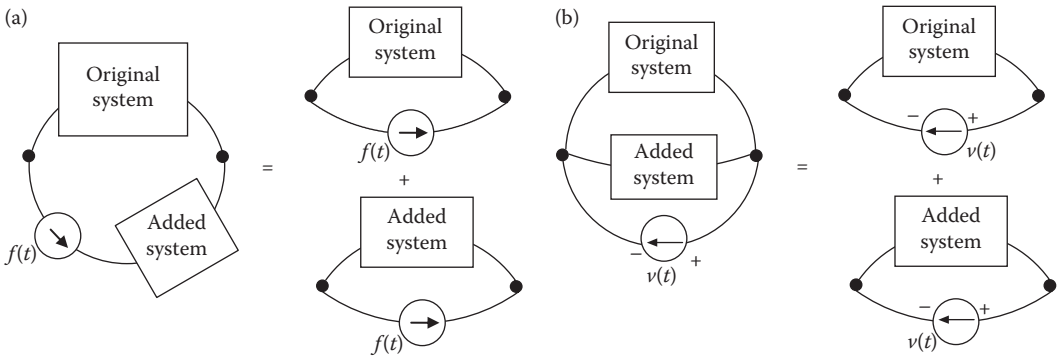 (a)
Original
system
f(t)
Added
system
=
Original
system
f(t)
+
Added
system
f(t)
(b)
Original
system
Added
system
− +
v(t)
=
Original
system
− +
v(t)
+
Added
system
− +
v(t)